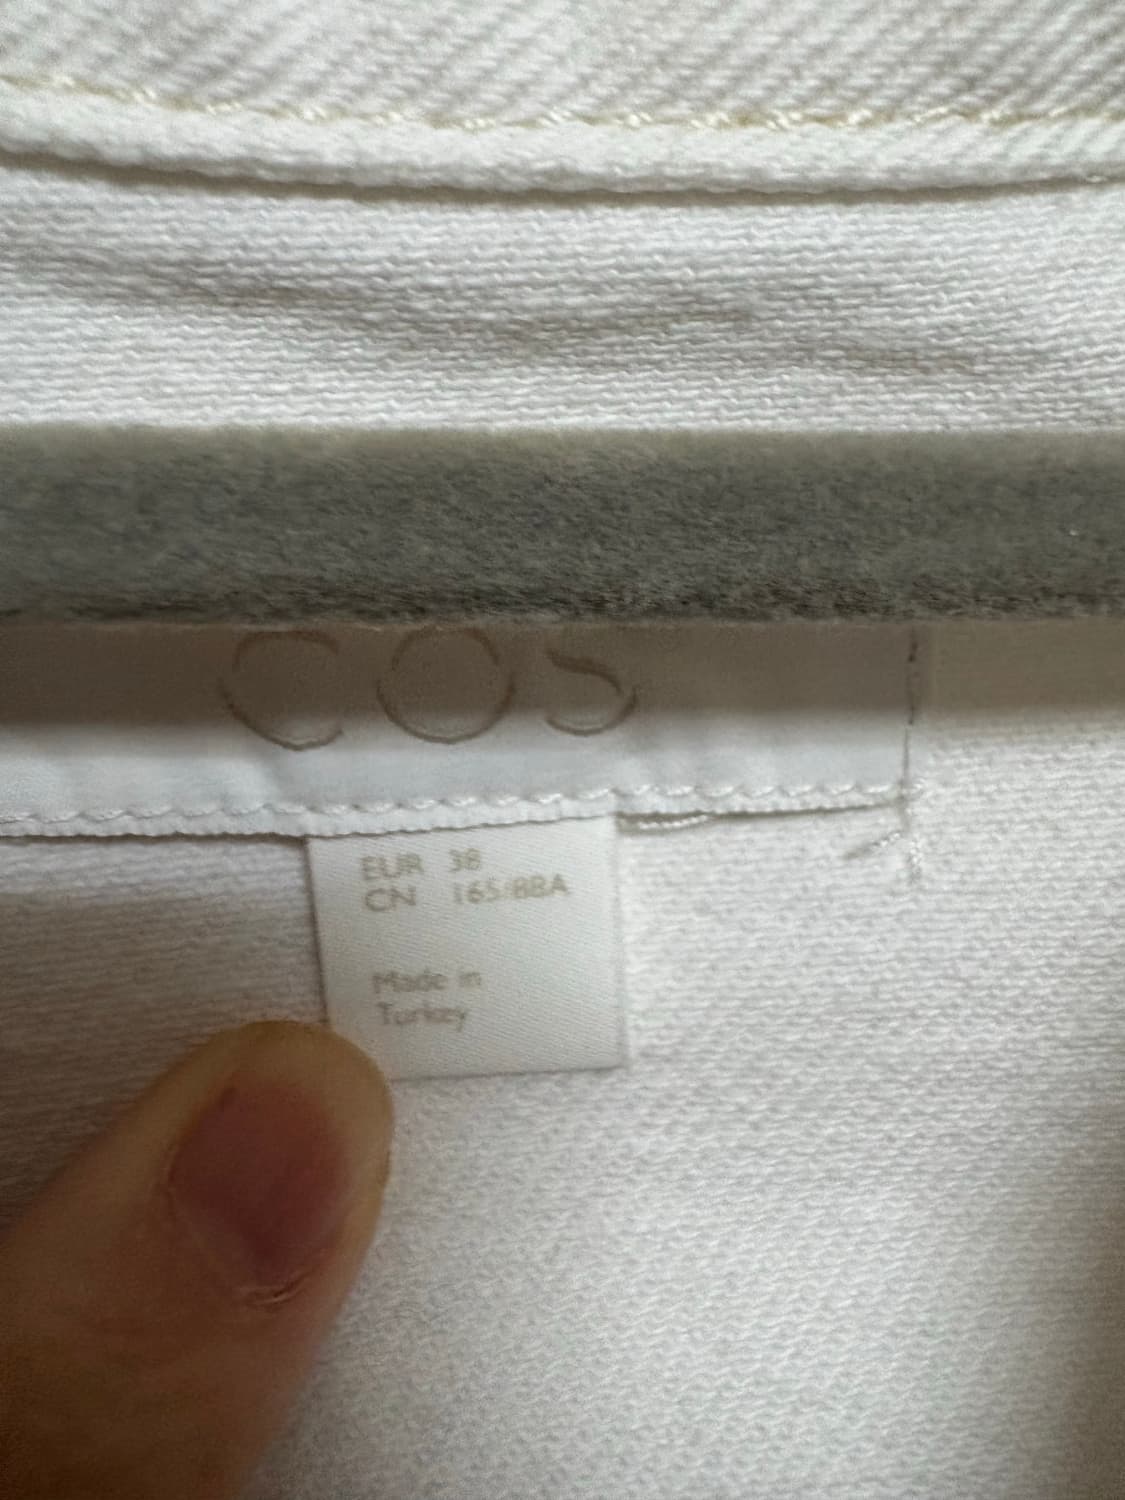 COS
EUR 38
CN 165/88A
Made in
Turkey